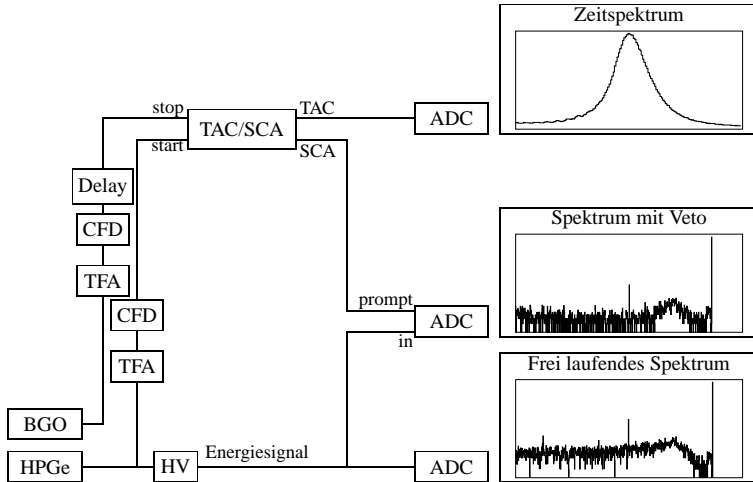 Zeitspektrum
stop
TAC
TAC/SCA
ADC
start
SCA
Delay
CFD
Spektrum mit Veto
TFA
prompt
CFD
ADC
in
TFA
Frei laufendes Spektrum
BGO
Energiesignal
HPGe
HV
ADC